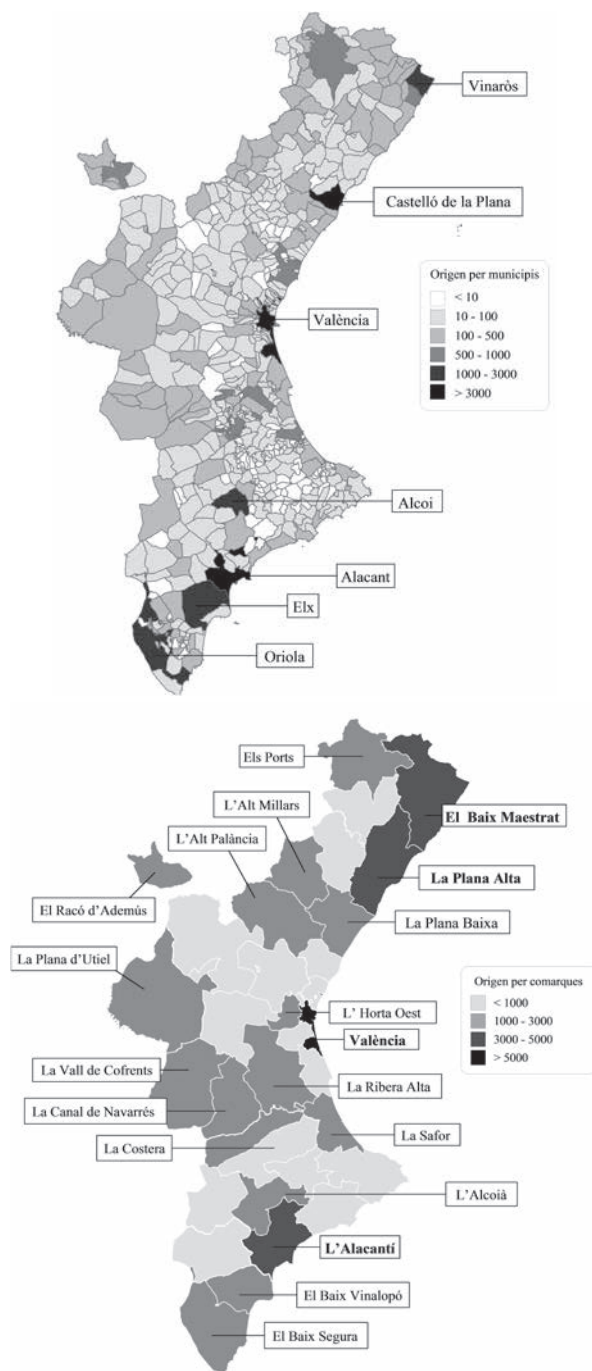 Vinaròs
Castelló de la Plana
Origen per municipis
< 10
10 - 100
100 - 500
500 - 1000
1000 - 3000
> 3000
València
Alcoi
Alacant
Elx
Oriola
Els Ports
L'Alt Millars
El Baix Maestrat
L'Alt Palància
La Plana Alta
El Racó d'Ademùs
La Plana Baixa
La Plana d'Utiel
Origen per comarques
< 1000
1000 - 3000
3000 - 5000
> 5000
L' Horta Oest
València
La Vall de Cofrents
La Ribera Alta
La Canal de Navarrés
La Safor
La Costera
L'Alcoià
L'Alacantí
El Baix Vinalopó
El Baix Segura